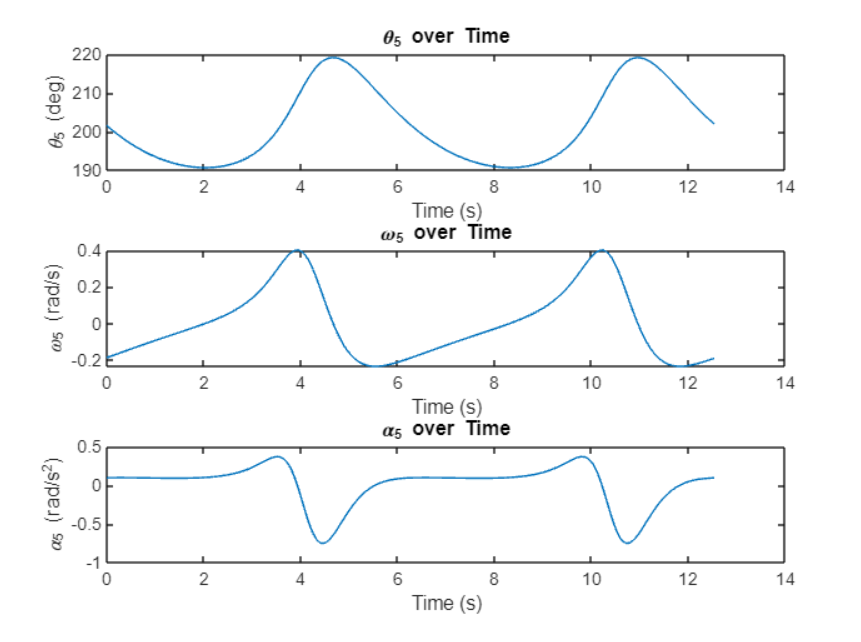 θ₅ over Time
θ₅ (deg)
220
210
200
190
0 2 4 6 8 10 12 14
Time (s)
ω₅ over Time
ω₅ (rad/s)
0.4
0.2
0
-0.2
0 2 4 6 8 10 12 14
Time (s)
α₅ over Time
α₅ (rad/s²)
0.5
0
-0.5
-1
0 2 4 6 8 10 12 14
Time (s)